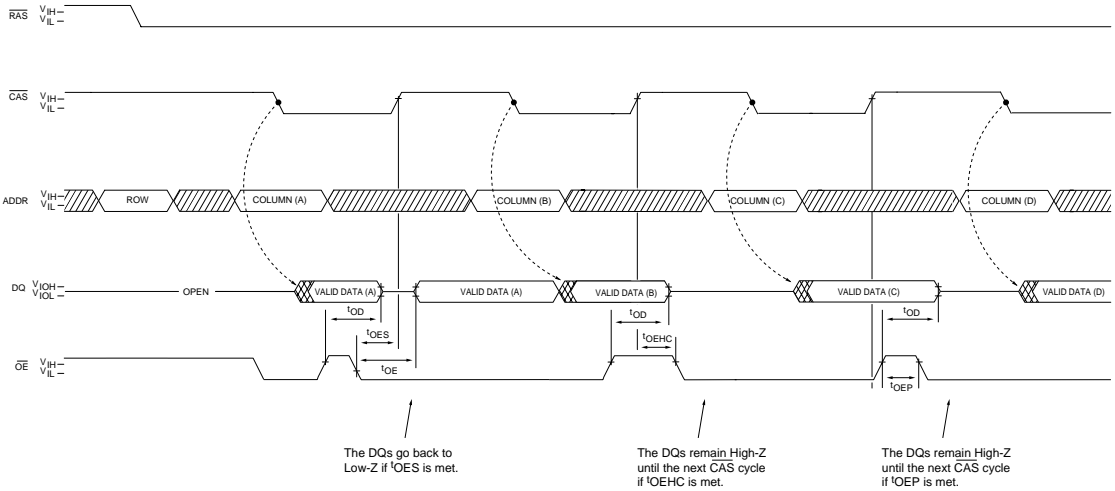 RAS VIH VIL
CAS VIH VIL
ADDR VIH VIL ROW COLUMN (A) COLUMN (B) COLUMN (C) COLUMN (D)
DQ VIOH VIOL OPEN VALID DATA (A) VALID DATA (A) VALID DATA (B) VALID DATA (C) VALID DATA (D)
tOD tOD tOD
tOES tOEHC
OE VIH VIL tOE tOEP
The DQs go back to
Low-Z if tOES is met.
The DQs remain High-Z
until the next CAS cycle
if tOEHC is met.
The DQs remain High-Z
until the next CAS cycle
if tOEP is met.